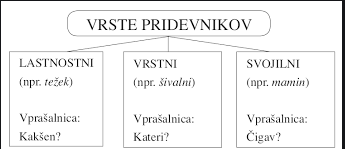 VRSTE PRIDEVNIKOV
LASTNOSTNI
(npr. težek)
Vprašalnica:
Kakšen?
VRSTNI
(npr. šivalni)
Vprašalnica:
Kateri?
SVOJILNI
(npr. mamin)
Vprašalnica:
Čigav?